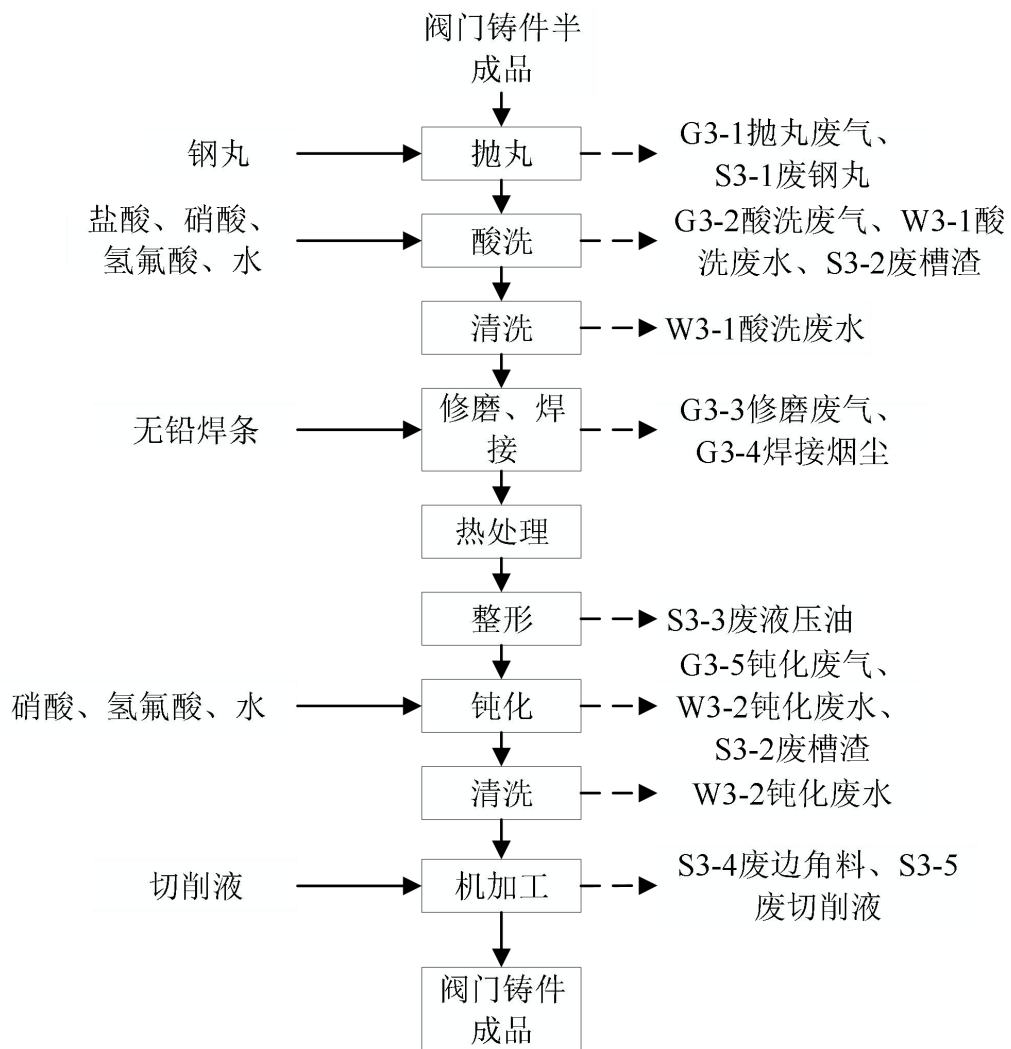 阀门铸件半
成品
钢丸
抛丸
G3-1抛丸废气、
S3-1废钢丸
盐酸、硝酸、
氢氟酸、水
酸洗
G3-2酸洗废气、W3-1酸
洗废水、S3-2废槽渣
清洗
W3-1酸洗废水
无铅焊条
修磨、焊
接
G3-3修磨废气、
G3-4焊接烟尘
热处理
整形
S3-3废液压油
硝酸、氢氟酸、水
钝化
G3-5钝化废气、
W3-2钝化废水、
S3-2废槽渣
清洗
W3-2钝化废水
切削液
机加工
S3-4废边角料、S3-5
废切削液
阀门铸件
成品